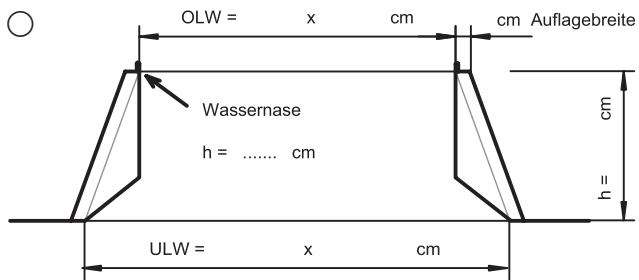 OLW = x cm
cm Auflagebreite
Wassernase
h = ....... cm
h = cm
ULW = x cm